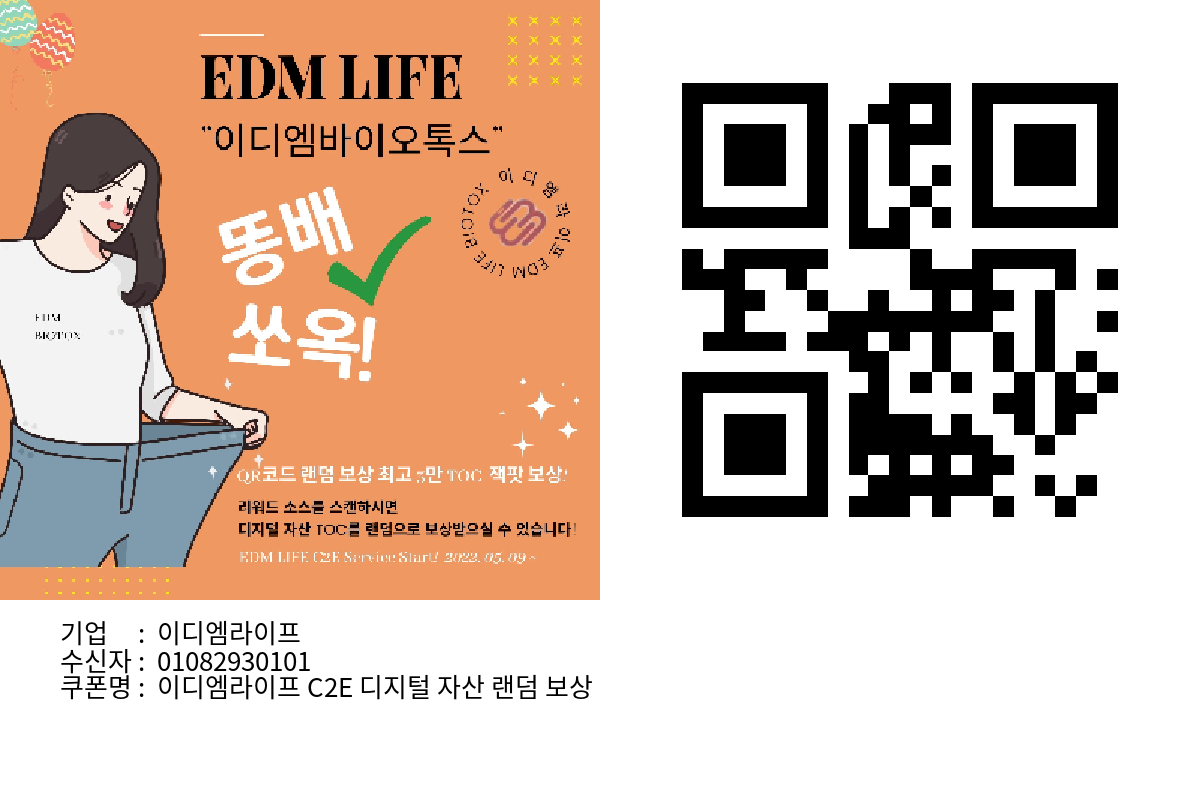 EDM LIFE
"이디엠바이오톡스"
똥배
쏘옥!
이디엠라이프 EDM LIFE BIOTOX
EDM
BIOTOX
QR코드 랜덤 보상 최고 5만 TOC 잭팟 보상!
리워드 소스를 스캔하시면
디지털 자산 TOC를 랜덤으로 보상받으실 수 있습니다!
EDM LIFE C2E Service Start! 2022. 05. 09 ~
기업 : 이디엠라이프
수신자 : 01082930101
쿠폰명 : 이디엠라이프 C2E 디지털 자산 랜덤 보상